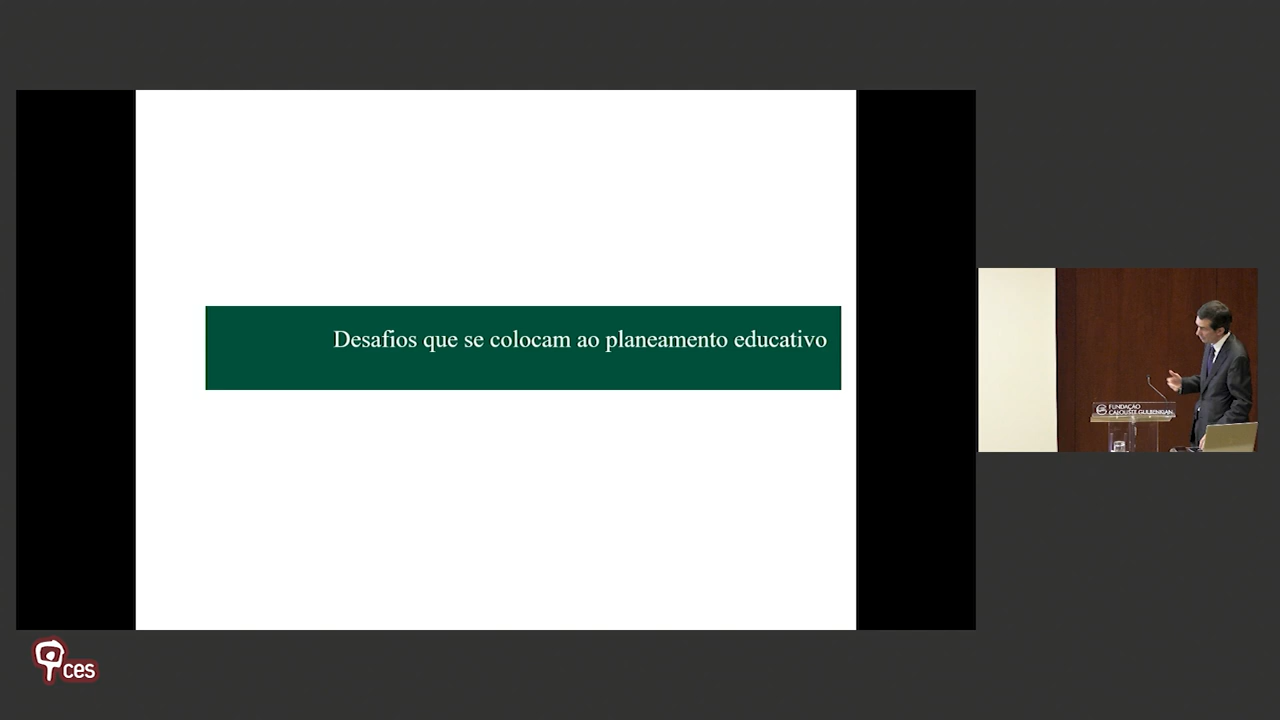 Desafios que se colocam ao planeamento educativo
FUNDAÇÃO
CALOUSTE GULBENKIAN
ces